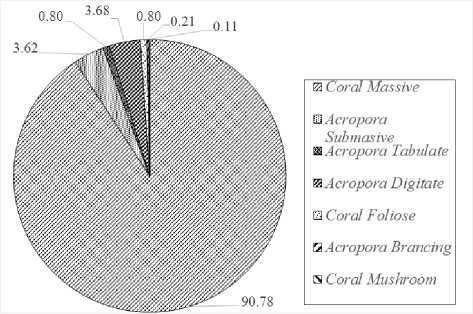 3.68
0.80
0.80
0.21
0.11
3.62
90.78
Coral Massive
Acropora
Submasive
Acropora Tabulate
Acropora Digitate
Coral Foliose
Acropora Brancing
Coral Mushroom